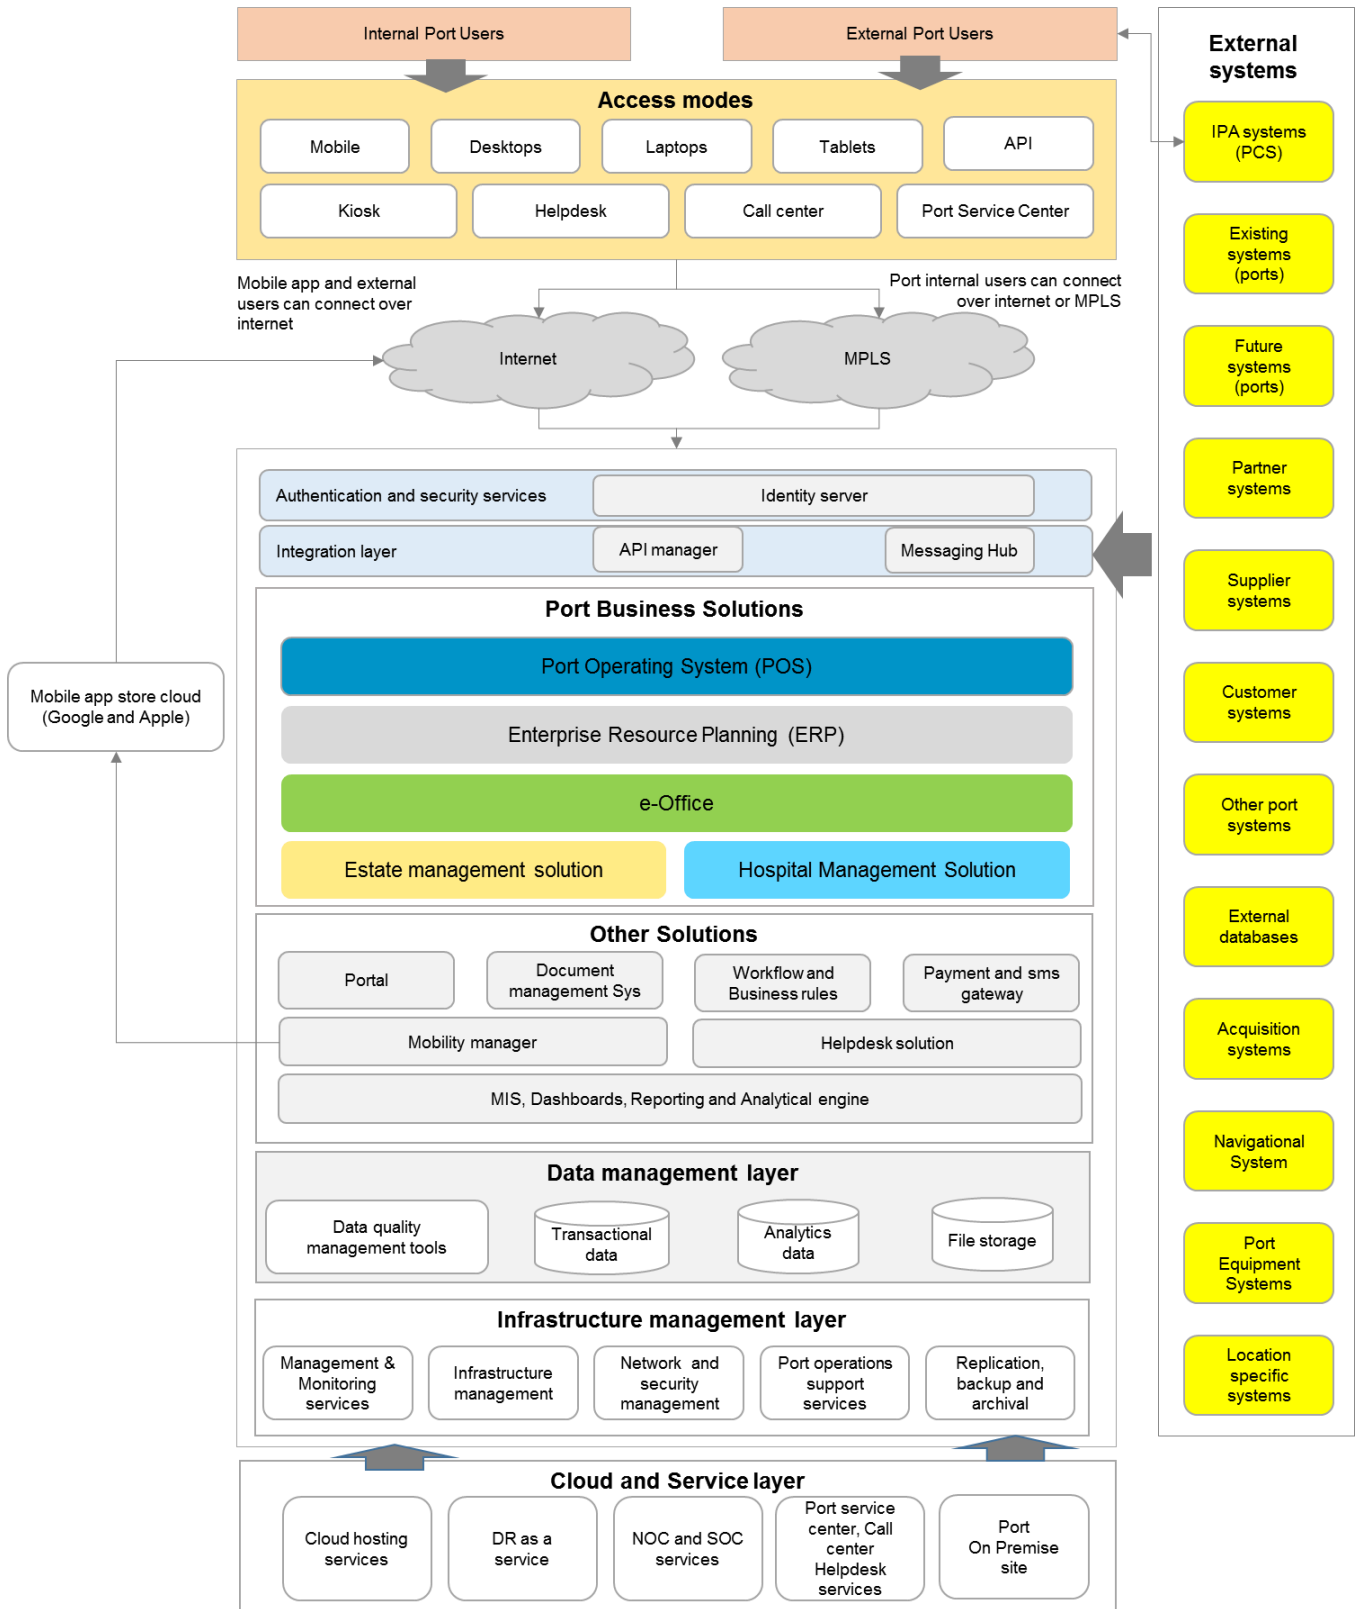 Internal Port Users
External Port Users
Access modes
Mobile
Desktops
Laptops
Tablets
API
Kiosk
Helpdesk
Call center
Port Service Center
Mobile app and external
users can connect over
internet
Port internal users can connect
over internet or MPLS
Internet
MPLS
Authentication and security services
Identity server
Integration layer
API manager
Messaging Hub
Port Business Solutions
Port Operating System (POS)
Enterprise Resource Planning (ERP)
e-Office
Estate management solution
Hospital Management Solution
Mobile app store cloud
(Google and Apple)
Other Solutions
Portal
Document
management Sys
Workflow and
Business rules
Payment and sms
gateway
Mobility manager
Helpdesk solution
MIS, Dashboards, Reporting and Analytical engine
Data management layer
Data quality
management tools
Transactional
data
Analytics
data
File storage
Infrastructure management layer
Management &
Monitoring
services
Infrastructure
management
Network and
security
management
Port operations
support
services
Replication,
backup and
archival
Cloud and Service layer
Cloud hosting
services
DR as a
service
NOC and SOC
services
Port service
center, Call
center
Helpdesk
services
Port
On Premise
site
External
systems
IPA systems
(PCS)
Existing
systems
(ports)
Future
systems
(ports)
Partner
systems
Supplier
systems
Customer
systems
Other port
systems
External
databases
Acquisition
systems
Navigational
System
Port
Equipment
Systems
Location
specific
systems